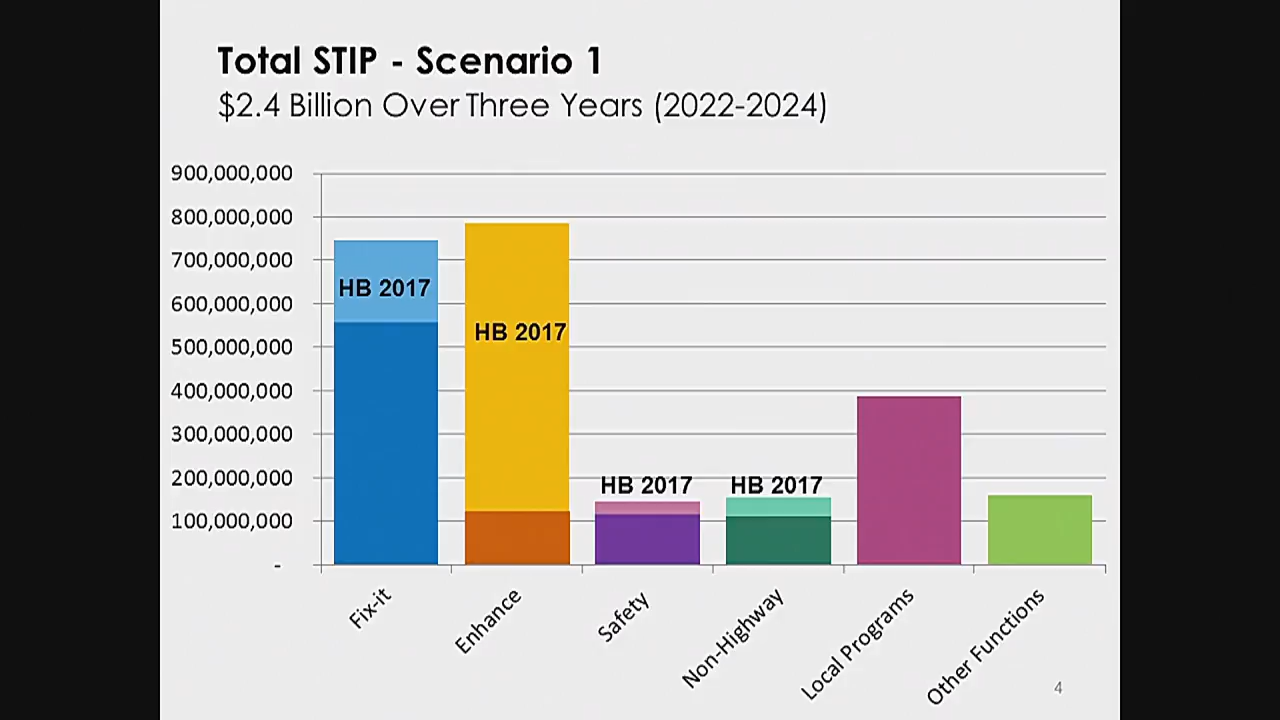 Total STIP - Scenario 1
$2.4 Billion Over Three Years (2022-2024)
900,000,000
800,000,000
700,000,000
600,000,000
500,000,000
400,000,000
300,000,000
200,000,000
100,000,000
-
HB 2017
HB 2017
HB 2017
HB 2017
Fix-it
Enhance
Safety
Non-Highway
Local Programs
Other Functions
4